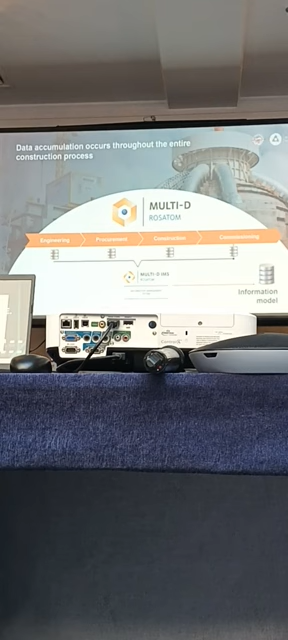 Data accumulation occurs throughout the entire
construction process
MULTI-D
ROSATOM
Engineering
Procurement
Construction
Commissioning
MULTI-D IMS
Information
model